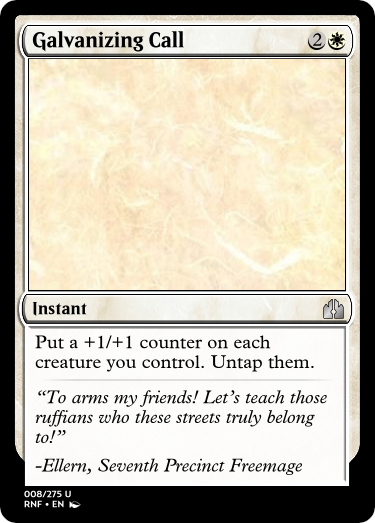 Galvanizing Call 2
Instant
Put a +1/+1 counter on each
creature you control. Untap them.
“To arms my friends! Let’s teach those
ruffians who these streets truly belong
to!”
-Ellern, Seventh Precinct Freemage
008/275 U
RNF • EN